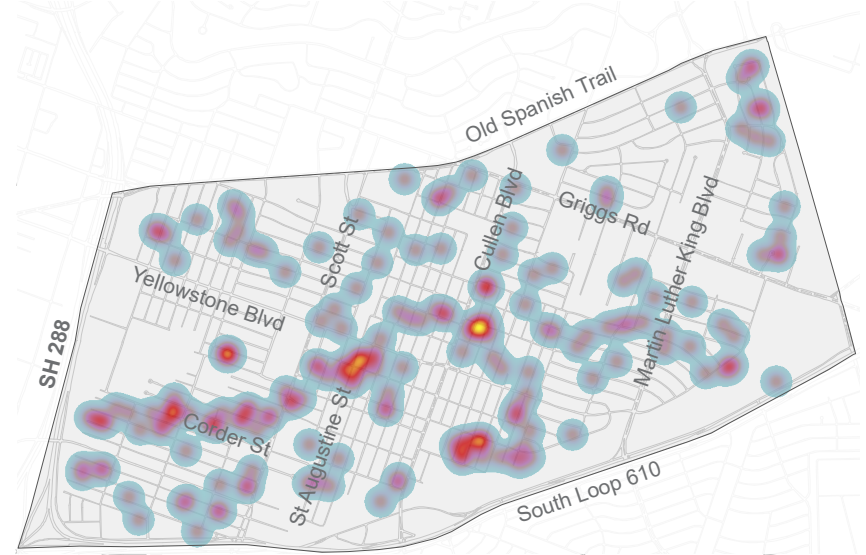 Old Spanish Trail
Griggs Rd
Cullen Blvd
Scott St
Martin Luther King Blvd
Yellowstone Blvd
SH 288
Corder St
St Augustine St
South Loop 610